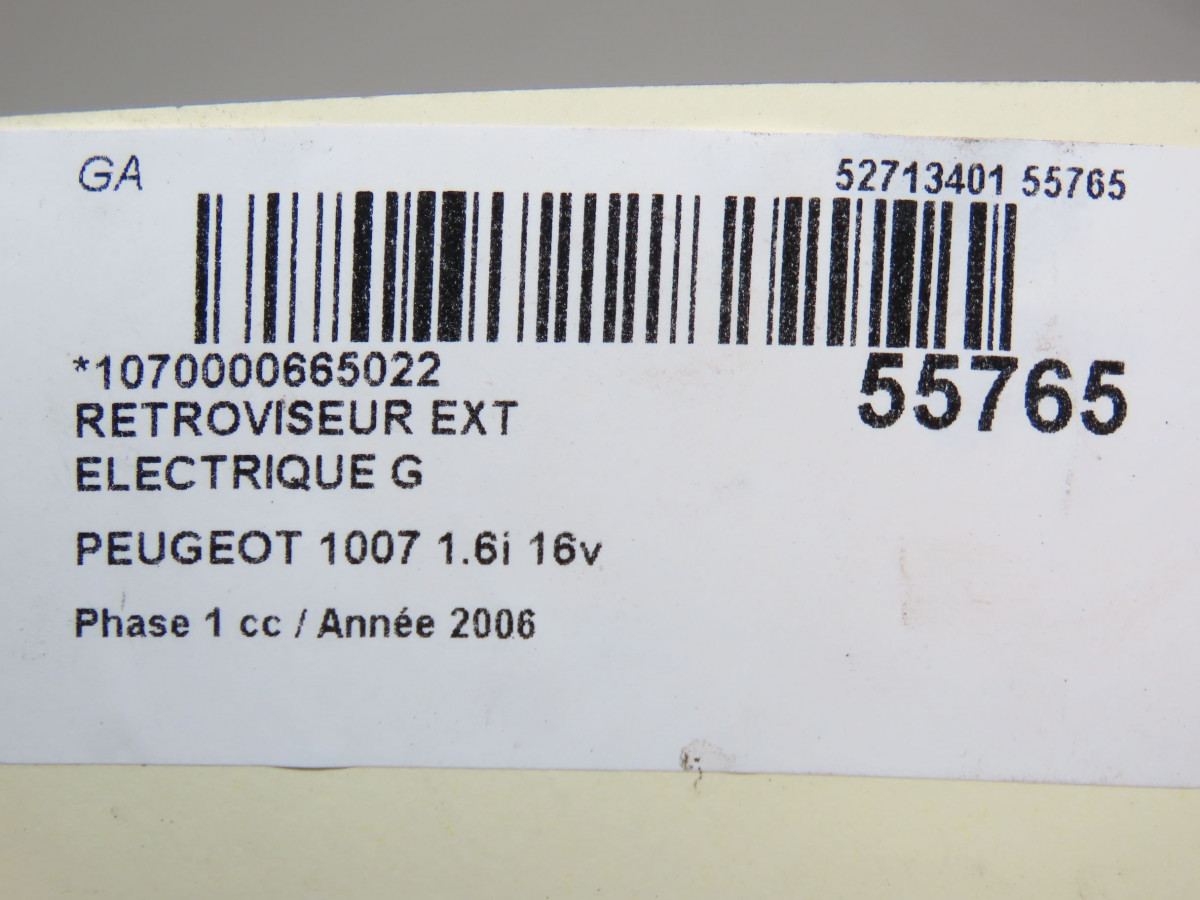 GA
52713401 55765
*1070000665022
55765
RETROVISEUR EXT
ELECTRIQUE G
PEUGEOT 1007 1.6i 16v
Phase 1 cc / Année 2006